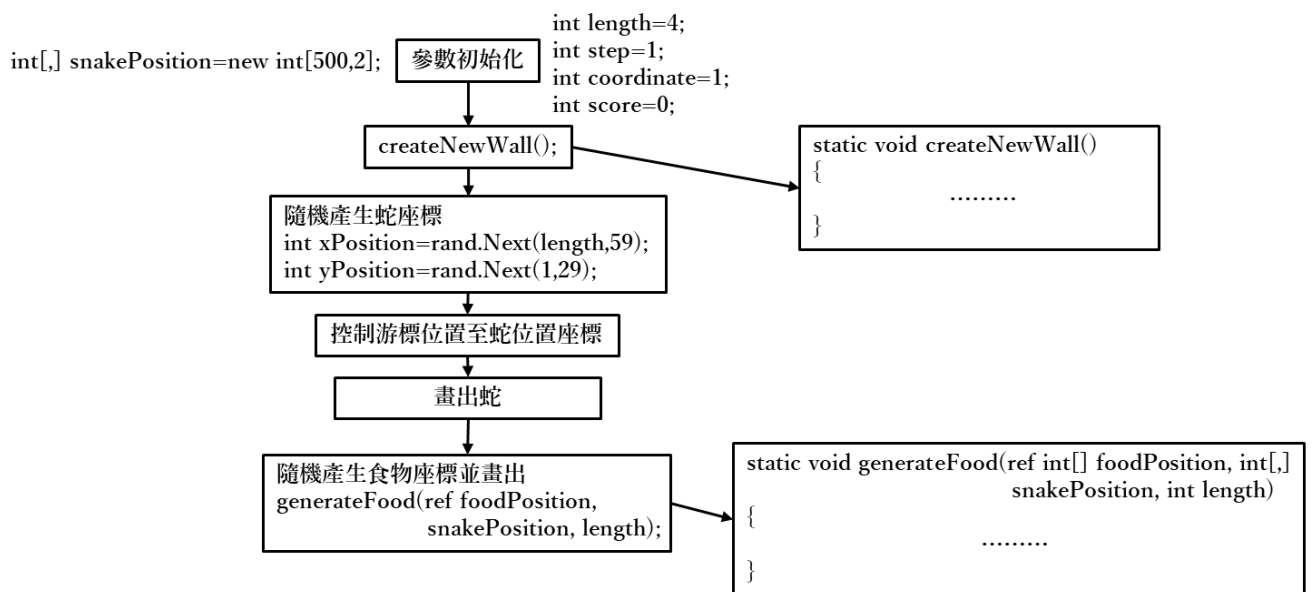 int[,] snakePosition=new int[500,2];
參數初始化
int length=4;
int step=1;
int coordinate=1;
int score=0;
createNewWall();
static void createNewWall()
{
.........
}
隨機產生蛇座標
int xPosition=rand.Next(length,59);
int yPosition=rand.Next(1,29);
控制游標位置至蛇位置座標
畫出蛇
隨機產生食物座標並畫出
generateFood(ref foodPosition,
snakePosition, length);
static void generateFood(ref int[] foodPosition, int[,]
snakePosition, int length)
{
.........
}